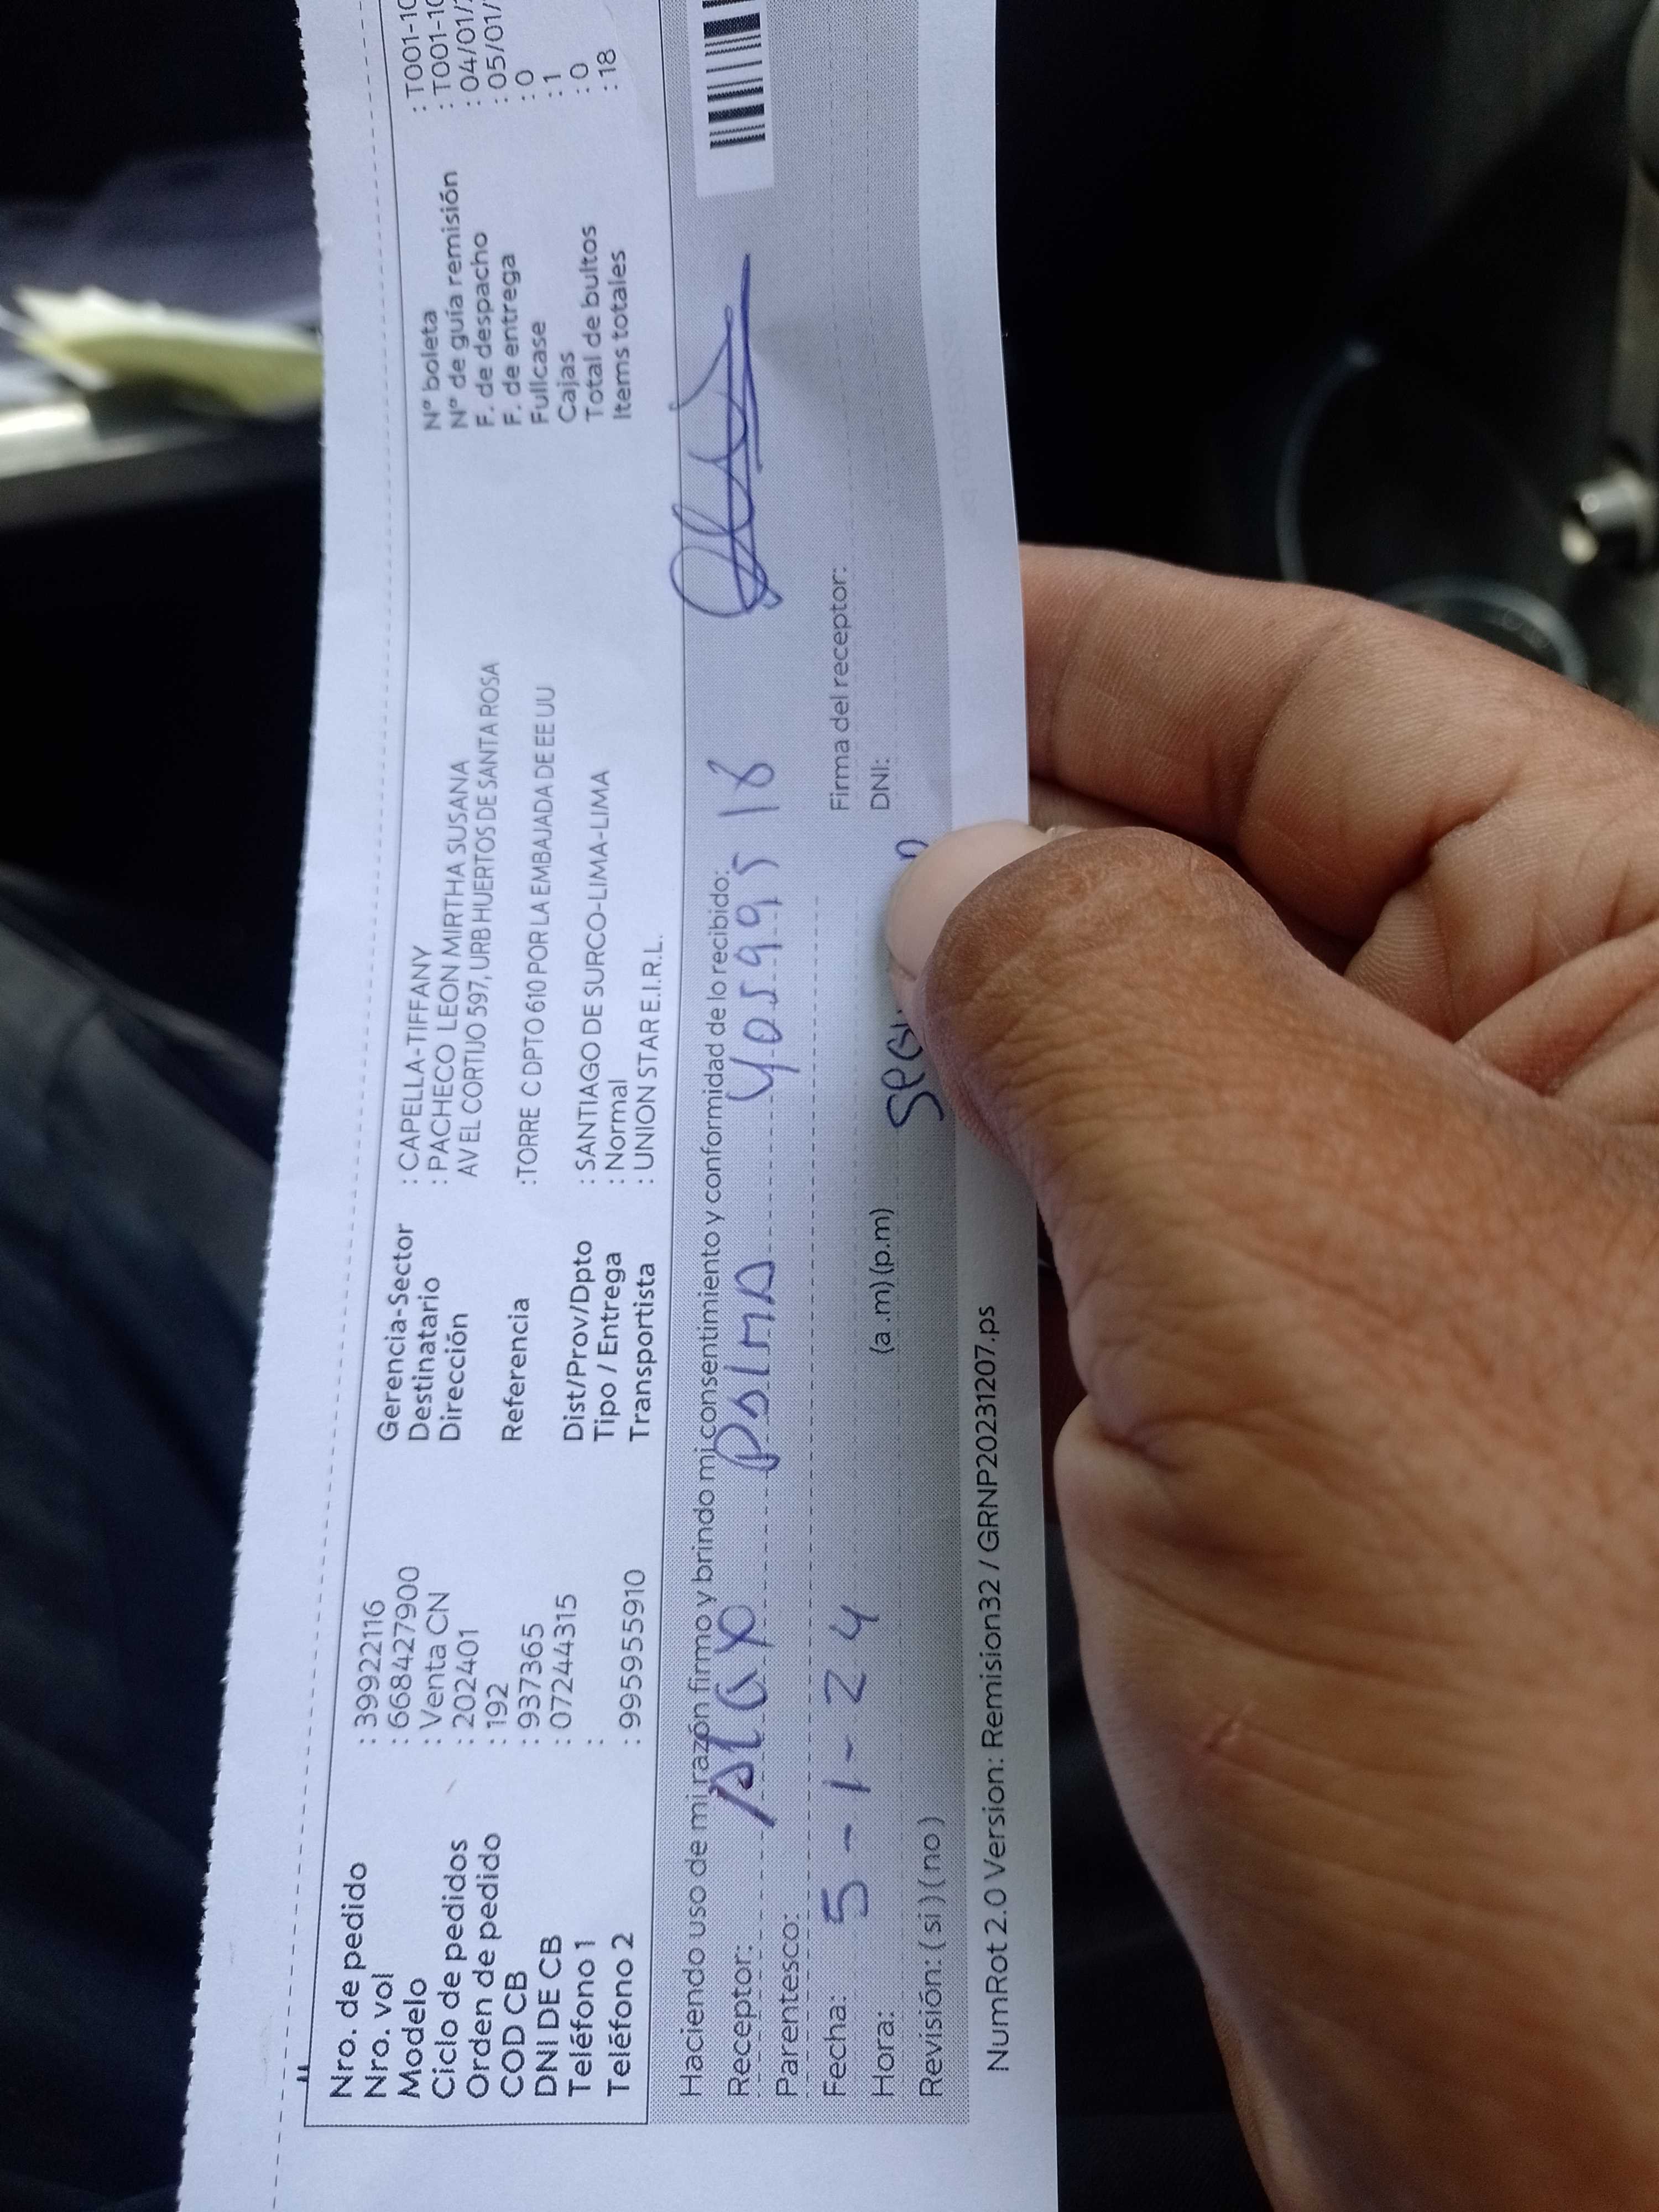 Nro. de pedido : 39922116
Nro. vol : 668427900
Modelo : Venta CN
Ciclo de pedidos : 202401
Orden de pedido : 192
COD CB : 937365
DNI DE CB : 07244315
Teléfono 1 :
Teléfono 2 : 995955910
Gerencia-Sector : CAPELLA-TIFFANY
Destinatario : PACHECO LEON MIRTHA SUSANA
Dirección AV EL CORTIJO 597, URB HUERTOS DE SANTA ROSA
Referencia :TORRE C DPTO 610 POR LA EMBAJADA DE EE UU
Dist/Prov/Dpto : SANTIAGO DE SURCO-LIMA-LIMA
Tipo / Entrega : Normal
Transportista : UNION STAR E.I.R.L.
N° boleta : T001-10
N° de guía remisión : T001-10
F. de despacho : 04/01/
F. de entrega : 05/01/
Fullcase : 0
Cajas : 1
Total de bultos : 0
Items totales : 18
Haciendo uso de mi razón firmo y brindo mi consentimiento y conformidad de lo recibido:
Receptor: 40599518
Parentesco:
Fecha: 5-1-24
Firma del receptor:
Hora: (a.m) (p.m)
DNI:
Revisión: ( si ) ( no )
NumRot 2.0 Version: Remision32 / GRNP20231207.ps